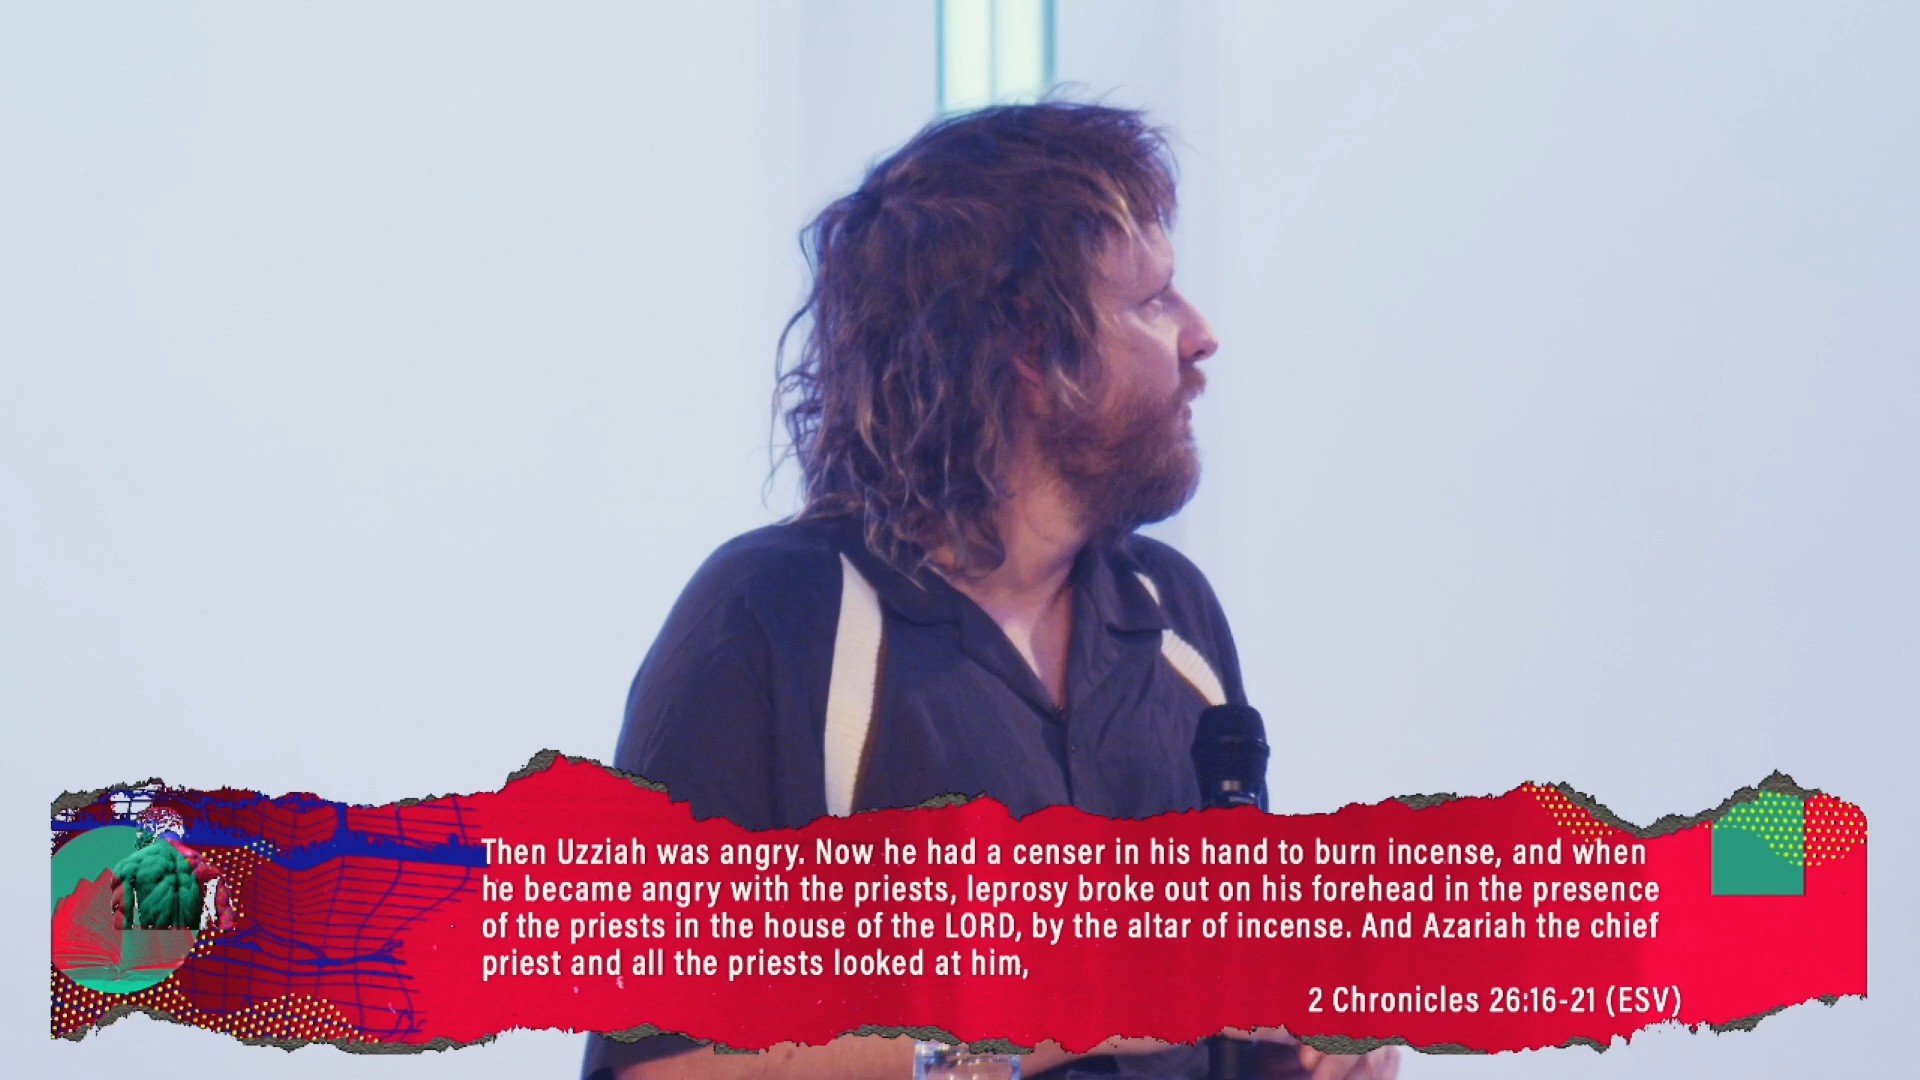 Then Uzziah was angry. Now he had a censer in his hand to burn incense, and when
he became angry with the priests, leprosy broke out on his forehead in the presence
of the priests in the house of the LORD, by the altar of incense. And Azariah the chief
priest and all the priests looked at him,
2 Chronicles 26:16-21 (ESV)